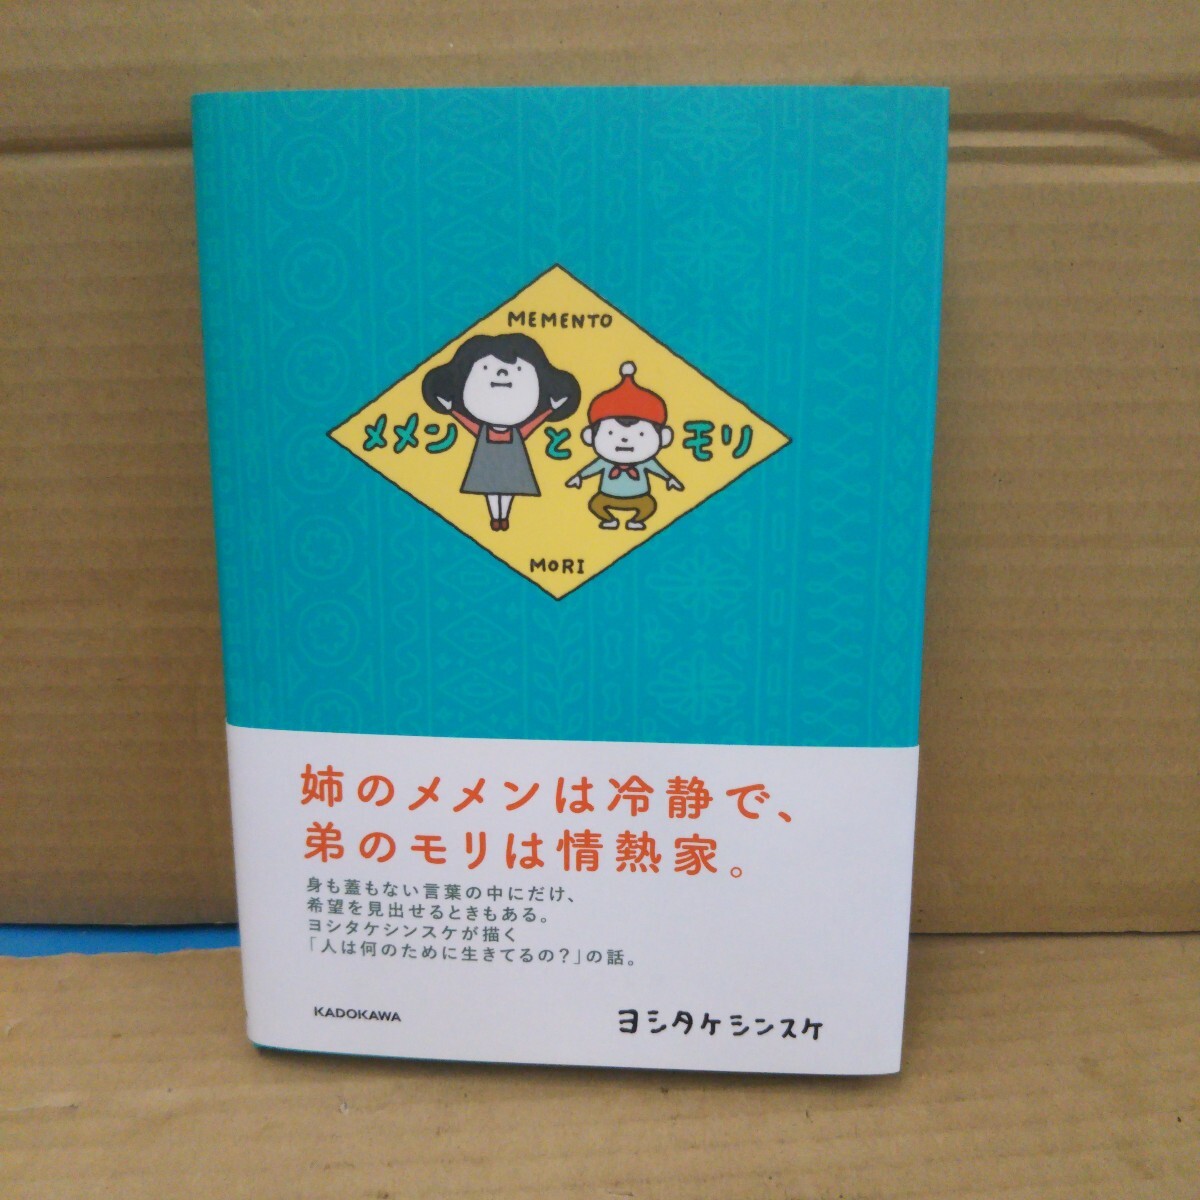 MEMENTO
メメンとモリ
MORI
姉のメメンは冷静で、
弟のモリは情熱家。
身も蓋もない言葉の中にだけ、
希望を見出せるときもある。
ヨシタケシンスケが描く
「人は何のために生きてるの?」の話。
KADOKAWA
ヨシタケシンスケ